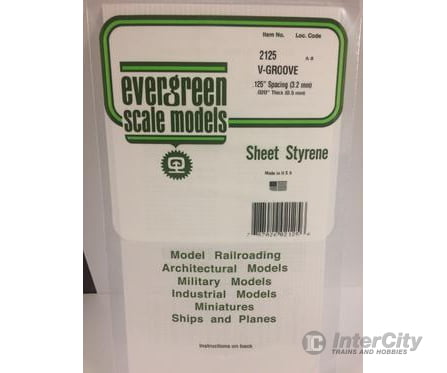 Item No. Loc. Code
2125
V-GROOVE
.125" Spacing (3.2 mm)
.020" Thick (0.5 mm)
evergreen
scale models
Sheet Styrene
Made in U S A
Model Railroading
Architectural Models
Military Models
Industrial Models
Miniatures
Ships and Planes
Instructions on back
IC InterCity
TRAINS AND HOBBIES